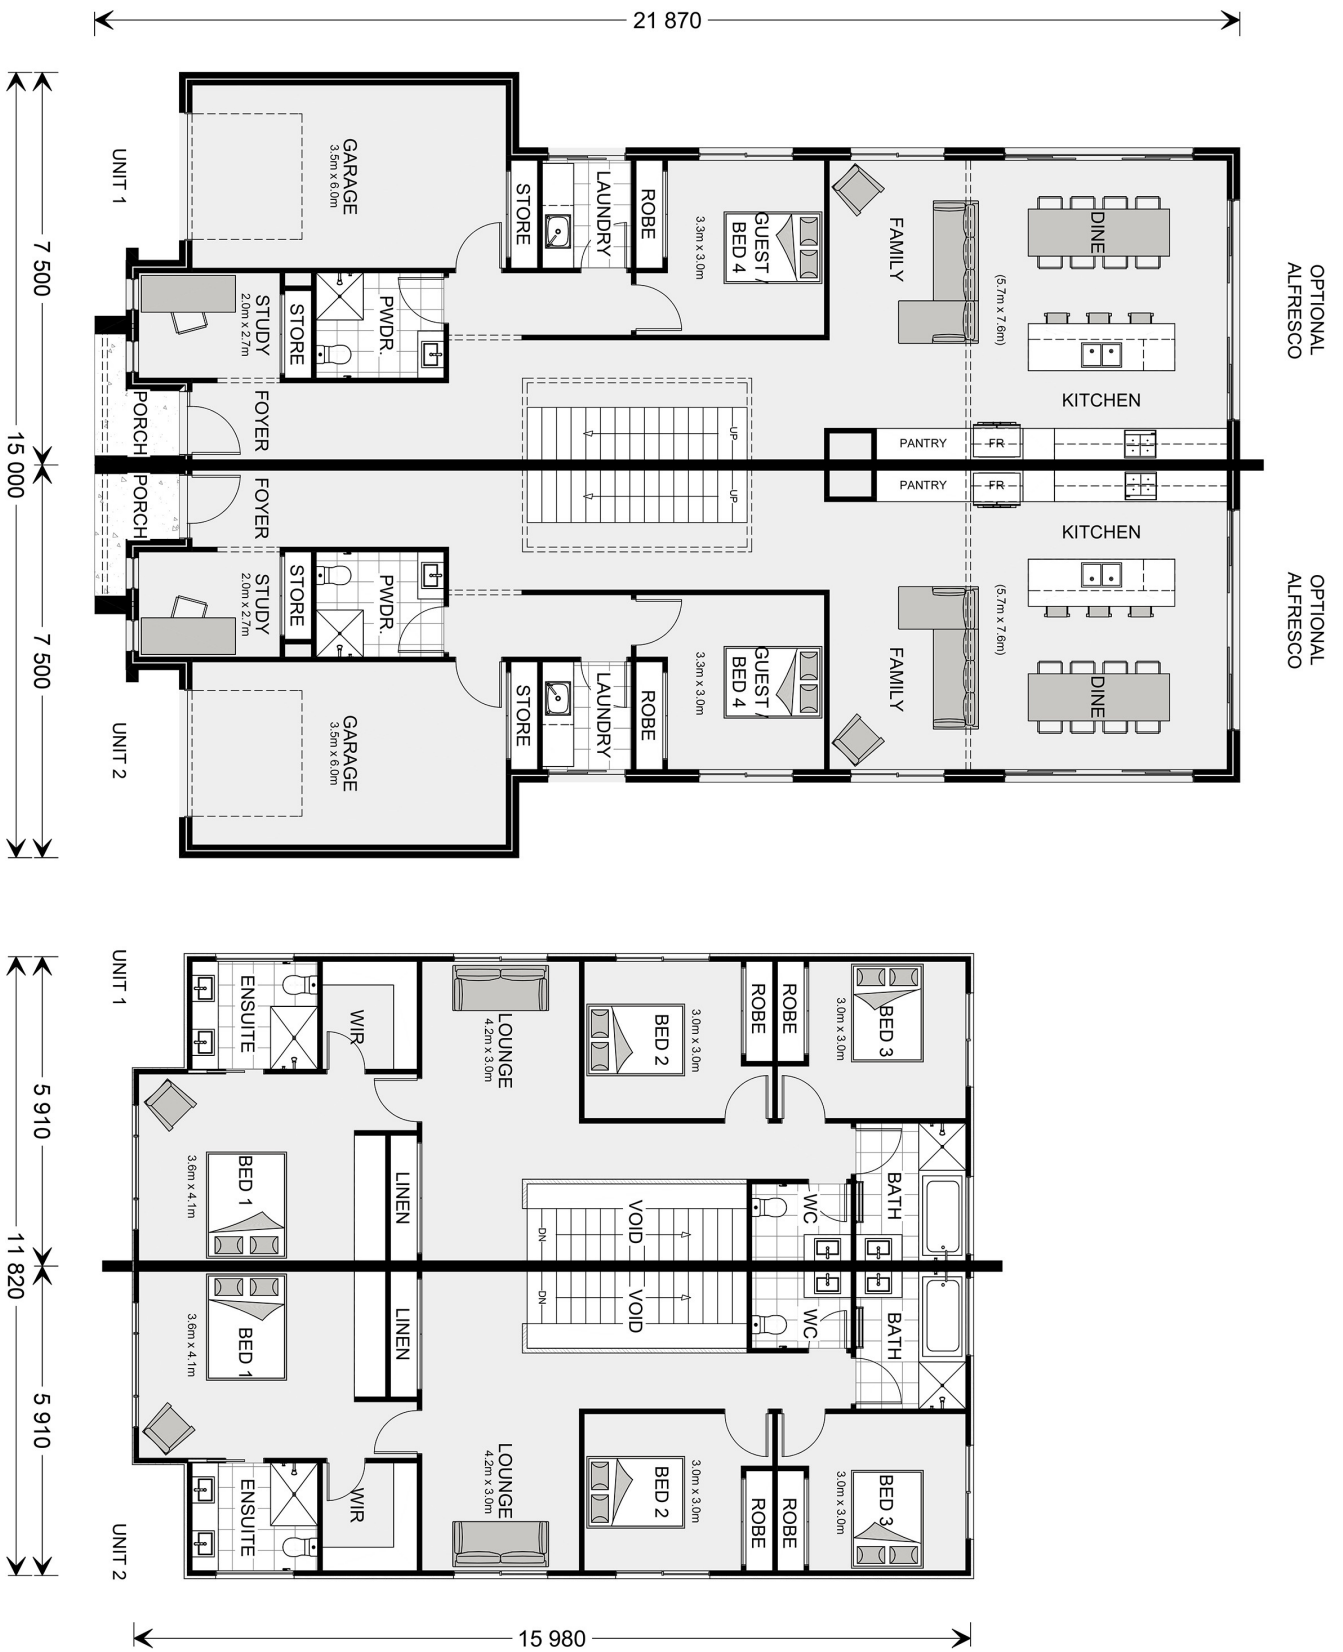 21 870
UNIT 1
GARAGE
3.5m x 6.0m
STORE
LAUNDRY
ROBE
GUEST /
BED 4
3.3m x 3.0m
FAMILY
DINE
(5.7m x 7.6m)
OPTIONAL
ALFRESCO
7 500
STUDY
2.0m x 2.7m
STORE
PWDR.
PORCH
FOYER
UP
KITCHEN
PANTRY
FR
15 000
PORCH
FOYER
UP
PANTRY
FR
KITCHEN
STUDY
2.0m x 2.7m
STORE
PWDR.
7 500
UNIT 2
GARAGE
3.5m x 6.0m
STORE
LAUNDRY
ROBE
GUEST /
BED 4
3.3m x 3.0m
FAMILY
DINE
(5.7m x 7.6m)
OPTIONAL
ALFRESCO
UNIT 1
ENSUITE
WIR
LOUNGE
4.2m x 3.0m
BED 2
3.0m x 3.0m
ROBE
ROBE
BED 3
3.0m x 3.0m
5 910
BED 1
3.6m x 4.1m
LINEN
VOID
DN
WC
BATH
11 820
BED 1
3.6m x 4.1m
LINEN
VOID
DN
WC
BATH
5 910
UNIT 2
ENSUITE
WIR
LOUNGE
4.2m x 3.0m
BED 2
3.0m x 3.0m
ROBE
ROBE
BED 3
3.0m x 3.0m
15 980